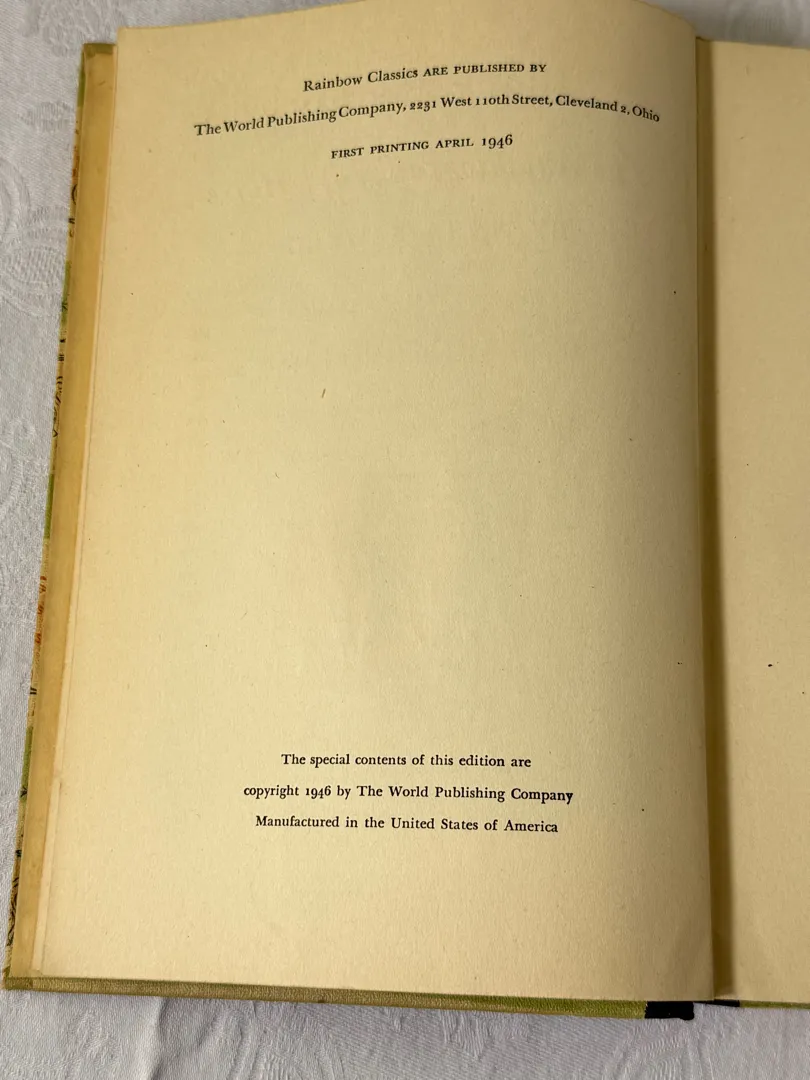 Rainbow Classics ARE PUBLISHED BY
The World Publishing Company, 2231 West 110th Street, Cleveland 2, Ohio
FIRST PRINTING APRIL 1946
The special contents of this edition are
copyright 1946 by The World Publishing Company
Manufactured in the United States of America